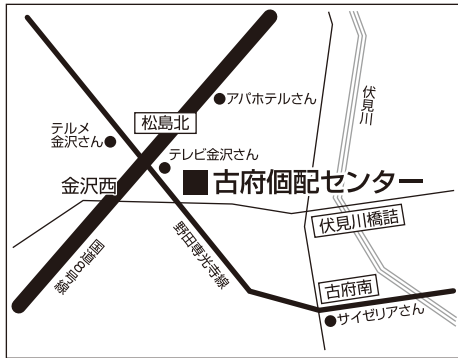 アパホテルさん
松島北
テルメ
金沢さん
テレビ金沢さん
金沢西
古府個配センター
伏見川
伏見川橋詰
国道8号線
野田専光寺線
古府南
サイゼリアさん